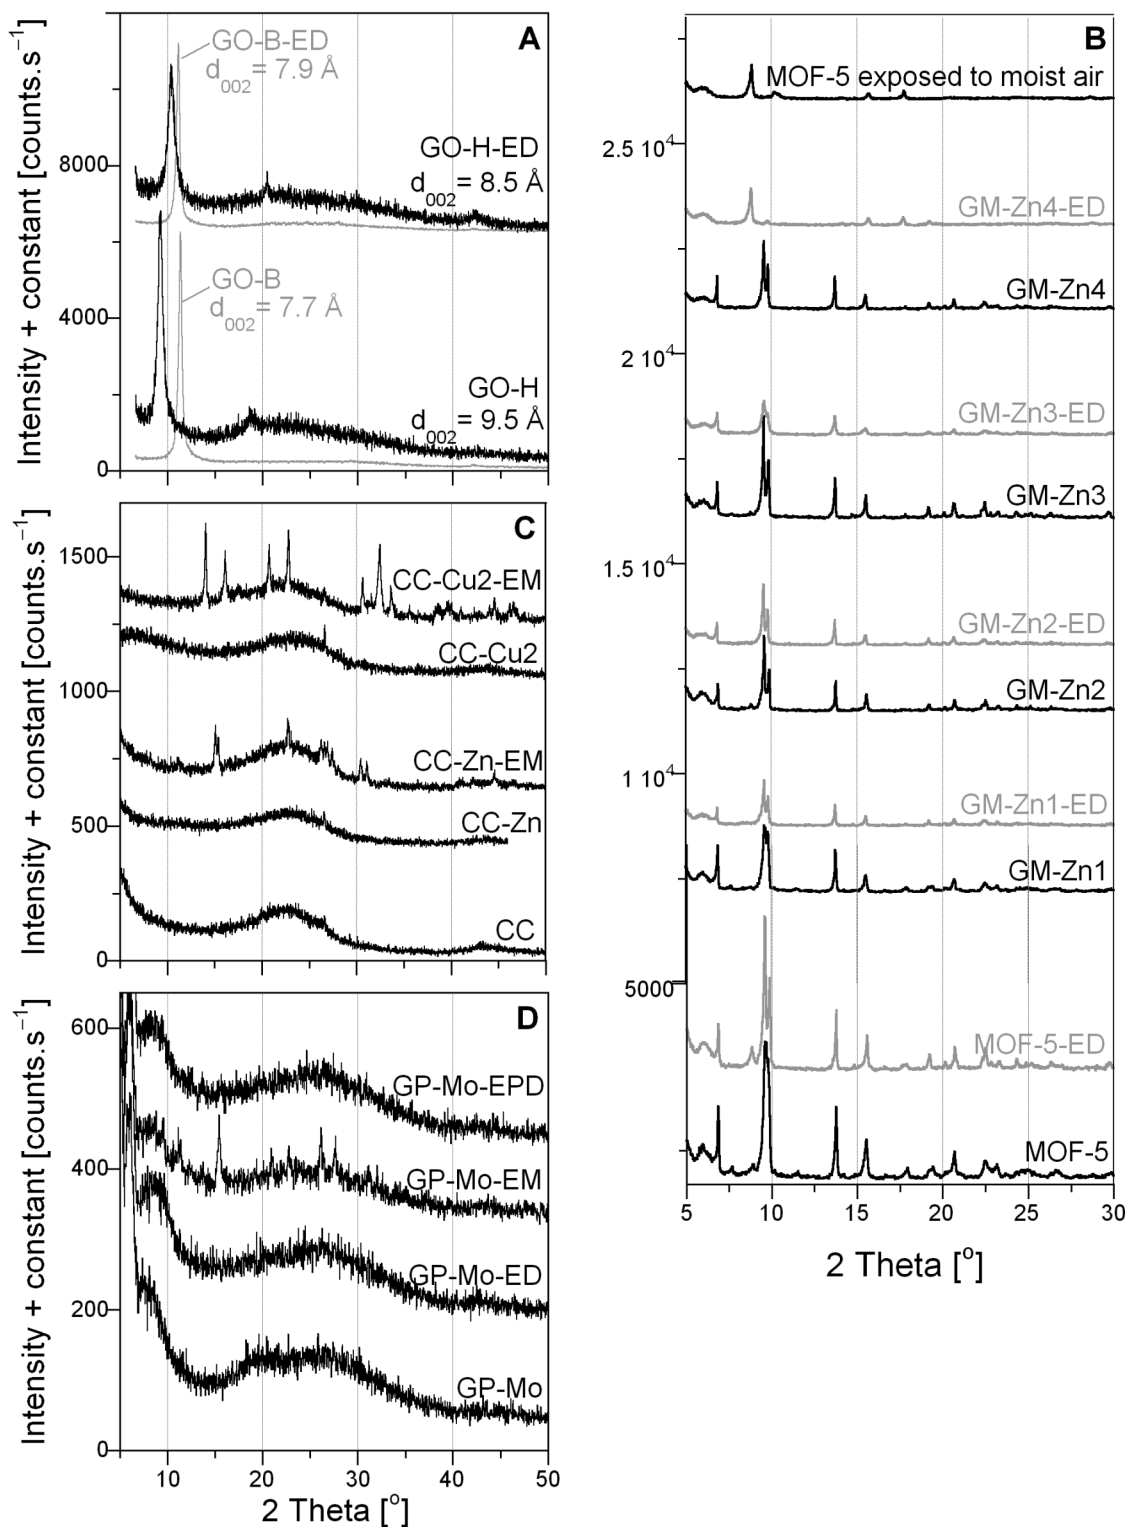 A
Intensity + constant [counts.s⁻¹]
8000
4000
0
GO-B-ED
d₀₀₂ = 7.9 Å
GO-H-ED
d₀₀₂ = 8.5 Å
GO-B
d₀₀₂ = 7.7 Å
GO-H
d₀₀₂ = 9.5 Å
C
Intensity + constant [counts.s⁻¹]
1500
1000
500
0
CC-Cu2-EM
CC-Cu2
CC-Zn-EM
CC-Zn
CC
D
Intensity + constant [counts.s⁻¹]
600
400
200
0
GP-Mo-EPD
GP-Mo-EM
GP-Mo-ED
GP-Mo
10 20 30 40 50
2 Theta [°]
B
MOF-5 exposed to moist air
2.5 10⁴
GM-Zn4-ED
GM-Zn4
2 10⁴
GM-Zn3-ED
GM-Zn3
1.5 10⁴
GM-Zn2-ED
GM-Zn2
1 10⁴
GM-Zn1-ED
GM-Zn1
5000
MOF-5-ED
MOF-5
5 10 15 20 25 30
2 Theta [°]